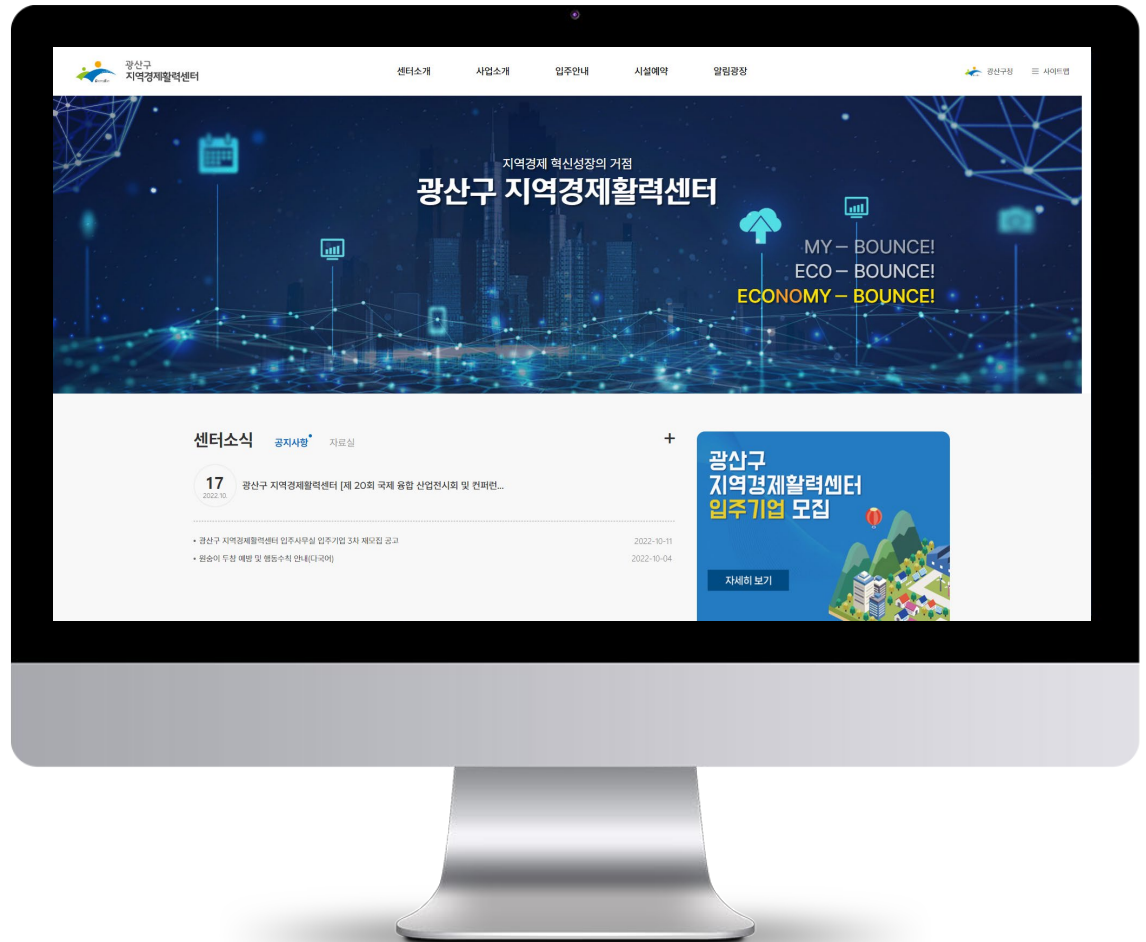 광산구
지역경제활력센터
센터소개 사업소개 입주안내 시설예약 알림광장
광산구청 사이트맵
지역경제 혁신성장의 거점
광산구 지역경제활력센터
MY – BOUNCE!
ECO – BOUNCE!
ECONOMY – BOUNCE!
센터소식 공지사항 자료실 +
17
2022.10.
광산구 지역경제활력센터 [제 20회 국제 융합 산업전시회 및 컨퍼런...
• 광산구 지역경제활력센터 입주사무실 입주기업 3차 재모집 공고 2022-10-11
• 원숭이 두창 예방 및 행동수칙 안내(다국어) 2022-10-04
광산구
지역경제활력센터
입주기업 모집
자세히 보기